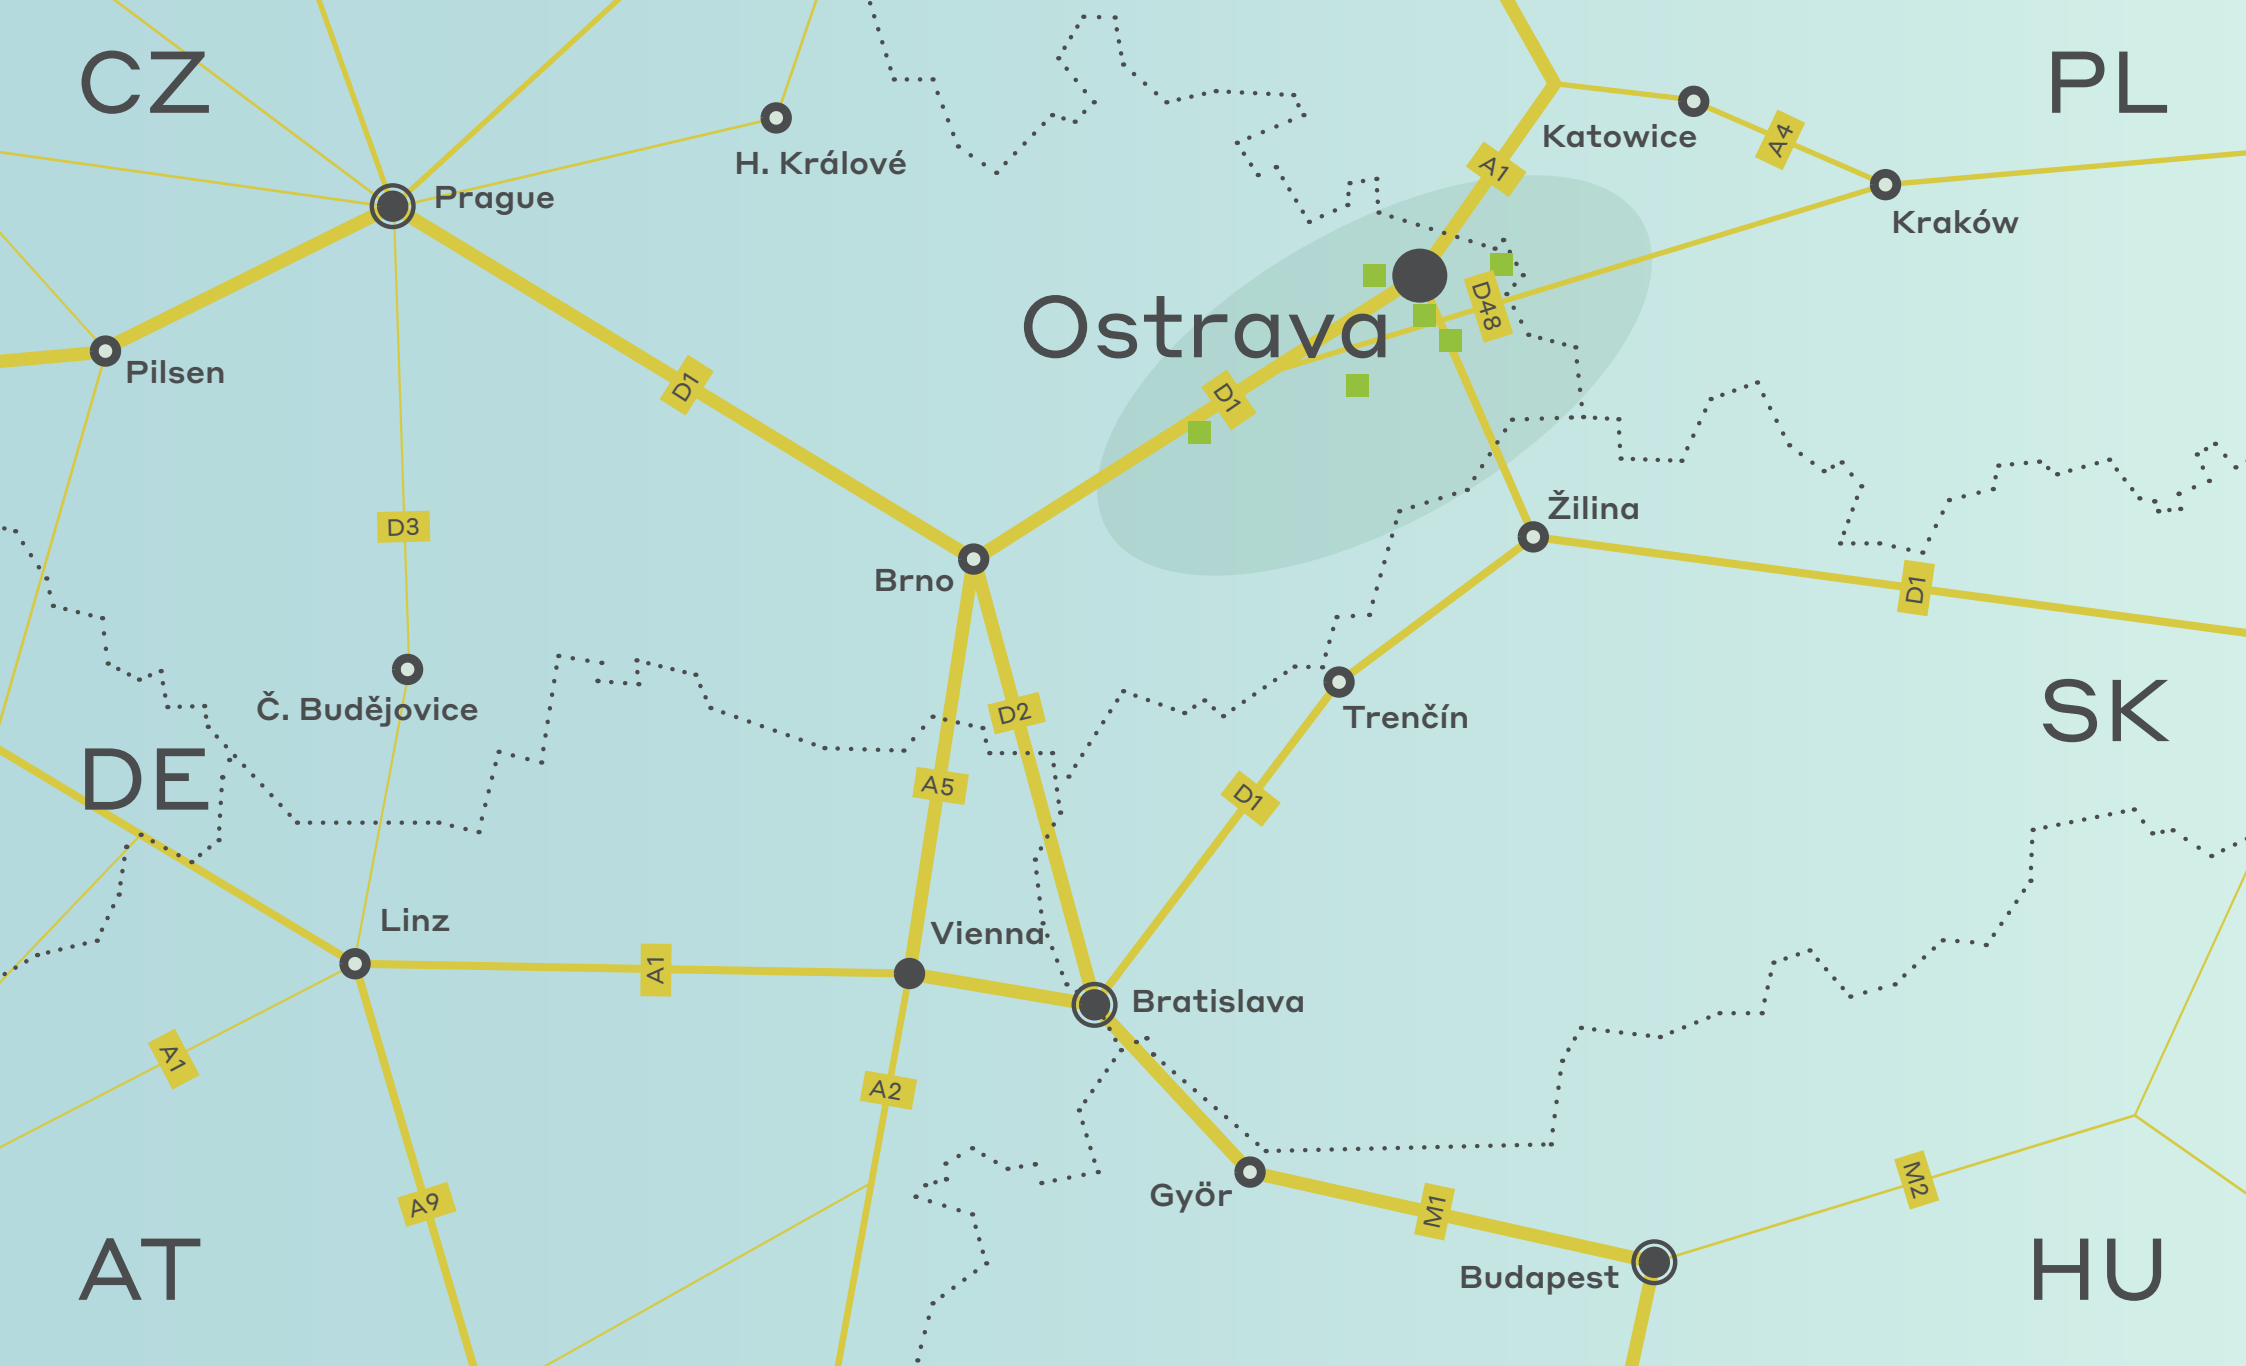 CZ
PL
Katowice
A4
H. Králové
A1
Prague
Kraków
D48
Ostrava
Pilsen
D1
D1
Žilina
D3
Brno
D1
Č. Budějovice
D2
Trenčín
SK
DE
A5
D1
Linz
Vienna
A1
Bratislava
A1
A2
A9
Györ
M1
M2
AT
Budapest
HU